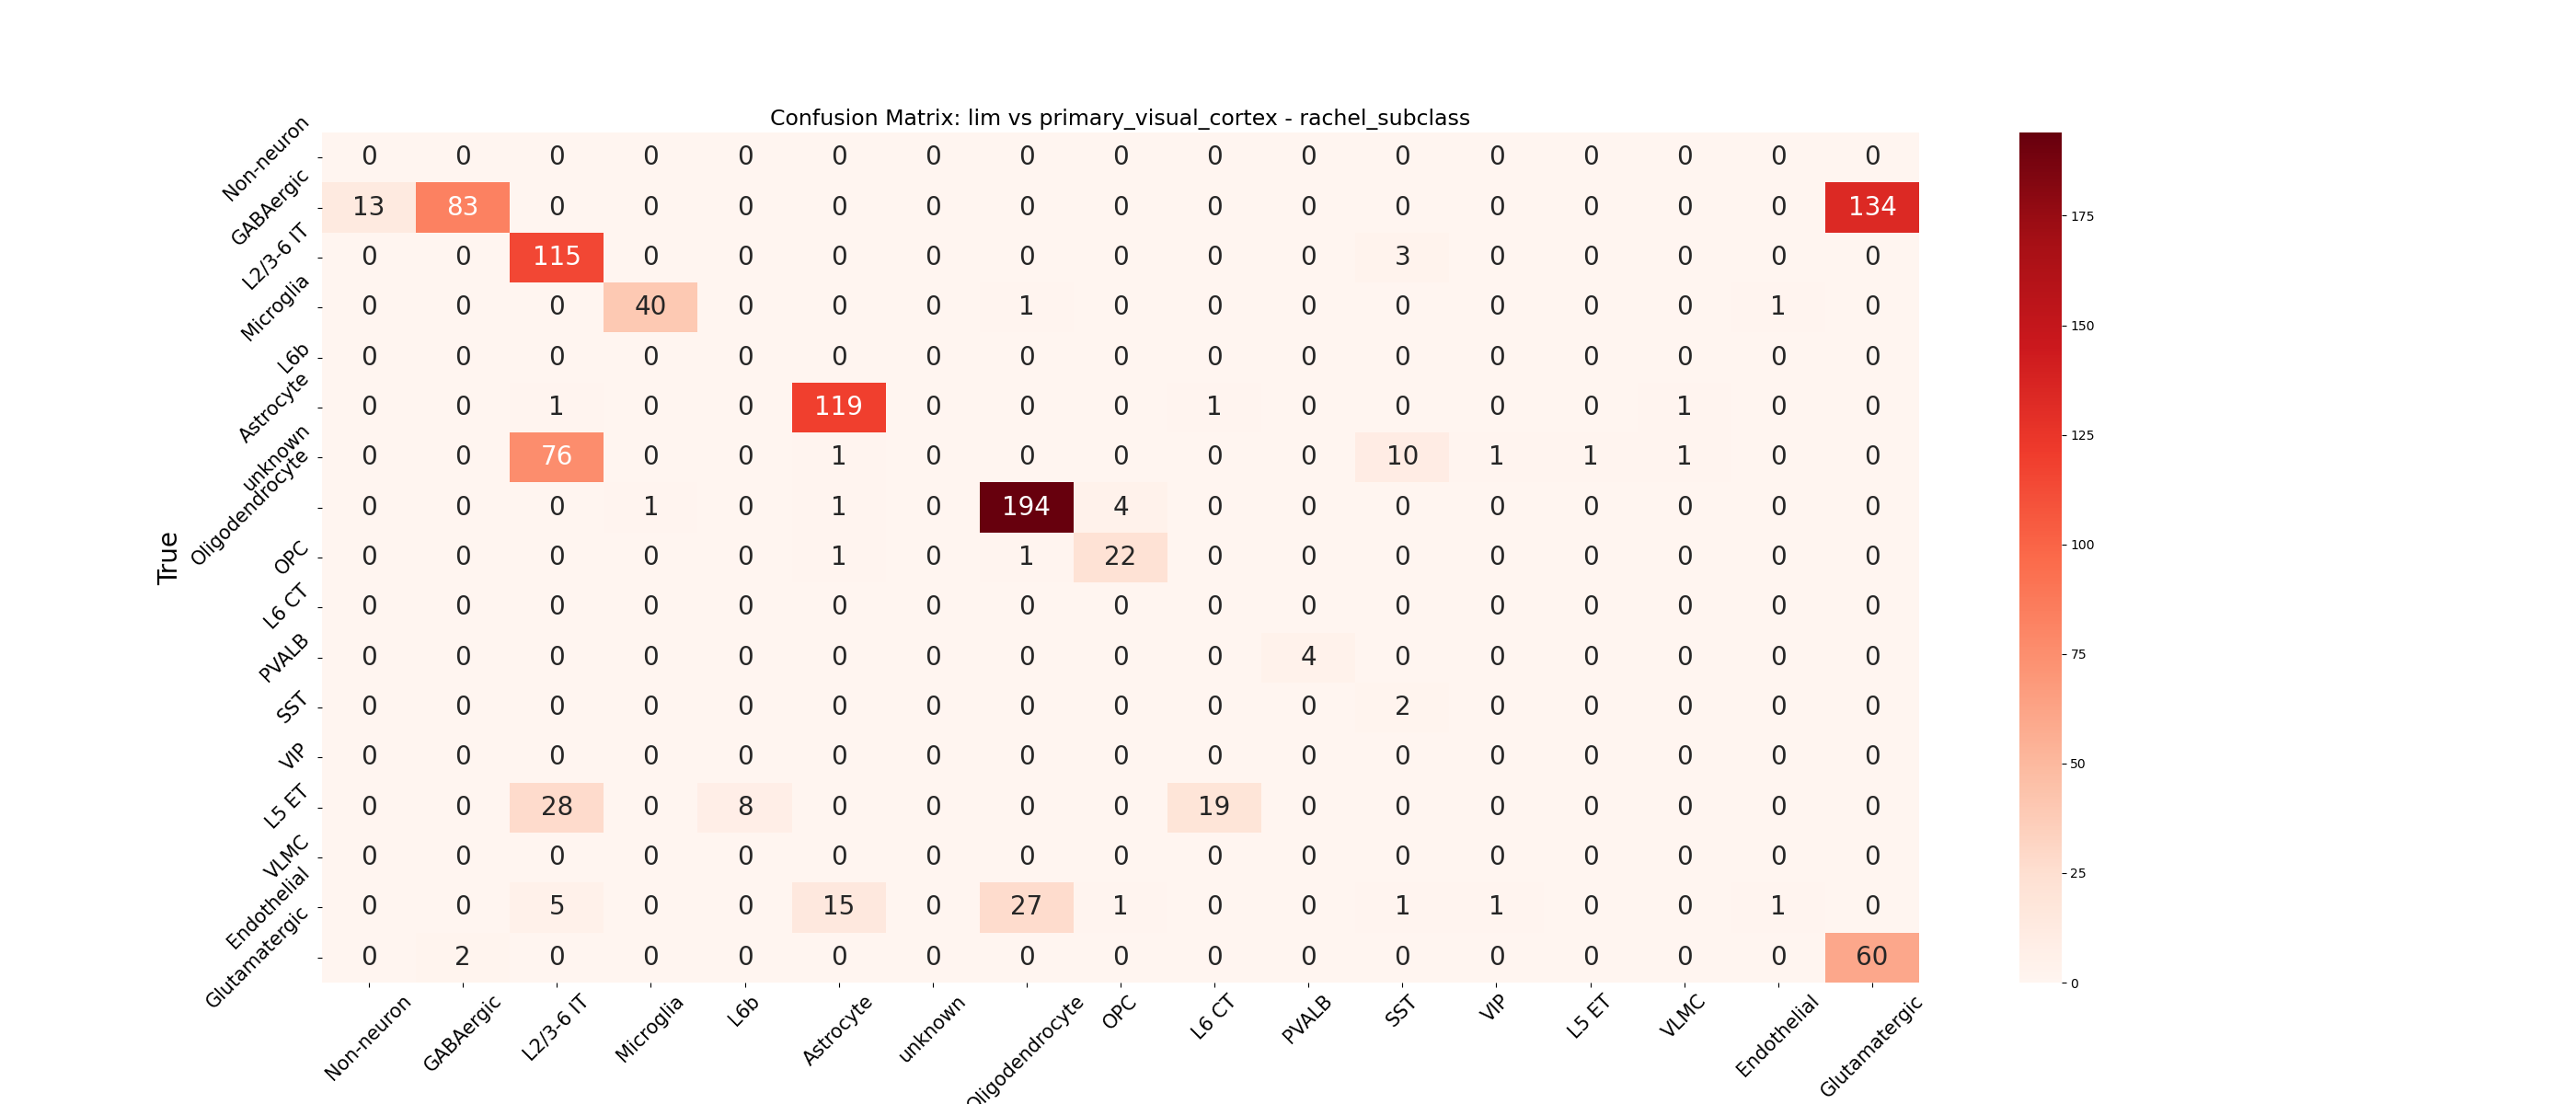 Confusion Matrix: lim vs primary_visual_cortex - rachel_subclass
Non-neuron 0 0 0 0 0 0 0 0 0 0 0 0 0 0 0 0 0
GABAergic 13 83 0 0 0 0 0 0 0 0 0 0 0 0 0 0 134
L2/3-6 IT 0 0 115 0 0 0 0 0 0 0 0 3 0 0 0 0 0
Microglia 0 0 0 40 0 0 0 1 0 0 0 0 0 0 0 1 0
L6b 0 0 0 0 0 0 0 0 0 0 0 0 0 0 0 0 0
Astrocyte 0 0 1 0 0 119 0 0 0 1 0 0 0 0 1 0 0
unknown 0 0 76 0 0 1 0 0 0 0 0 10 1 1 1 0 0
Oligodendrocyte 0 0 0 1 0 1 0 194 4 0 0 0 0 0 0 0 0
OPC 0 0 0 0 0 1 0 1 22 0 0 0 0 0 0 0 0
L6 CT 0 0 0 0 0 0 0 0 0 0 0 0 0 0 0 0 0
PVALB 0 0 0 0 0 0 0 0 0 0 4 0 0 0 0 0 0
SST 0 0 0 0 0 0 0 0 0 0 0 2 0 0 0 0 0
VIP 0 0 0 0 0 0 0 0 0 0 0 0 0 0 0 0 0
L5 ET 0 0 28 0 8 0 0 0 0 19 0 0 0 0 0 0 0
VLMC 0 0 0 0 0 0 0 0 0 0 0 0 0 0 0 0 0
Endothelial 0 0 5 0 0 15 0 27 1 0 0 1 1 0 0 1 0
Glutamatergic 0 2 0 0 0 0 0 0 0 0 0 0 0 0 0 0 60
True
Non-neuron GABAergic L2/3-6 IT Microglia L6b Astrocyte unknown Oligodendrocyte OPC L6 CT PVALB SST VIP L5 ET VLMC Endothelial Glutamatergic
175
150
125
100
75
50
25
0